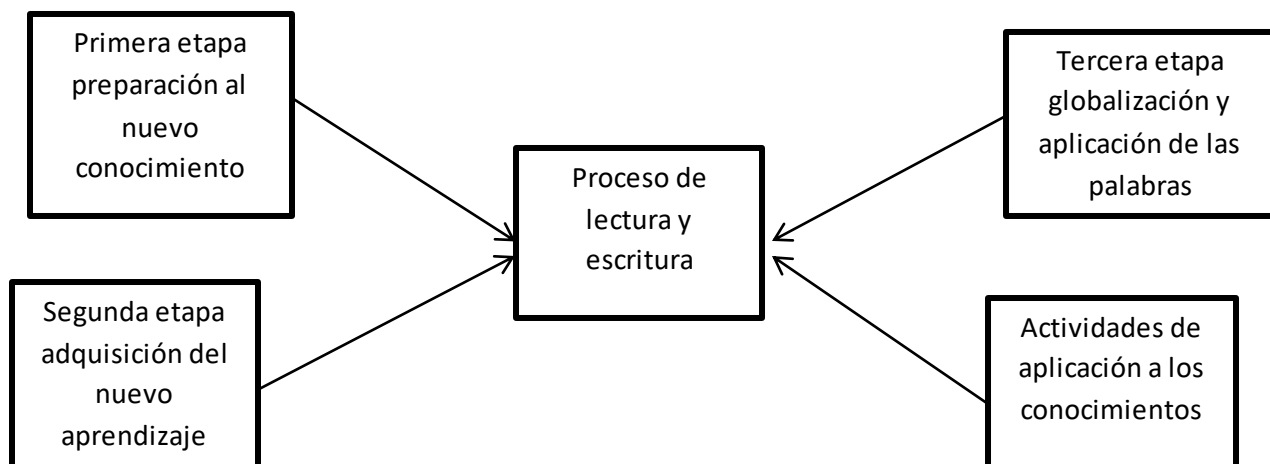 Primera etapa
preparación al
nuevo
conocimiento
Tercera etapa
globalización y
aplicación de las
palabras
Proceso de
lectura y
escritura
Segunda etapa
adquisición del
nuevo
aprendizaje
Actividades de
aplicación a los
conocimientos